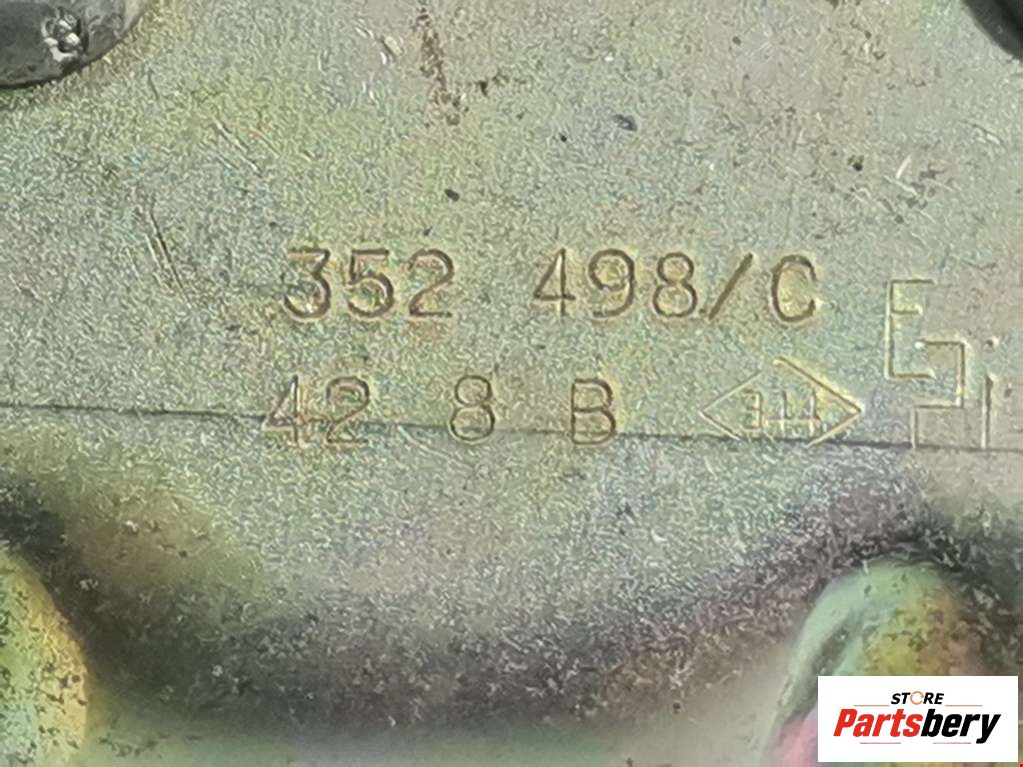 352 498/C
42 8 B
STORE
Partsbery